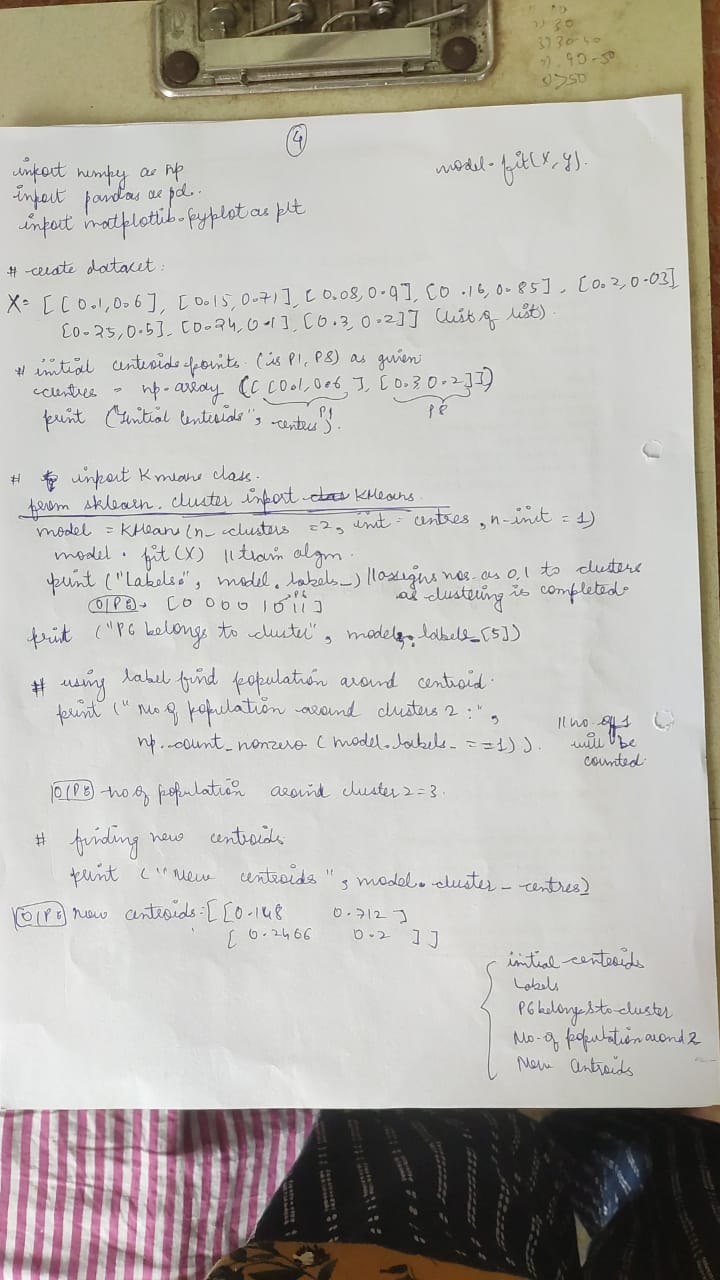 30
3) 30-40
40-50
>50
④
import numpy as np
model.fit(X,y).
import pandas as pd.
import matplotlib.pyplot as plt
# create dataset:
X= [[0.1,0.6], [0.15,0.71], [0.08,0.9], [0.16,0.85], [0.2,0.03]
[0.25,0.5], [0.24,0.1], [0.3,0.2]] (list of list).
# initial centroids points. (is P1, P8) as given
centres = np.array ([[0.1,0.6], [0.3 0.2]])
P1 P8
print ("Initial Centroids", centres).
# import Kmeans class.
from sklearn.cluster import KMeans
model = KMeans(n_clusters =2, init = centres, n_init = 1)
model.fit(X) // train algm.
print ("Labels", model.labels_) // assigns nos. as 0,1 to clusters
as clustering is completed.
P6
O/P [0 0 0 0 1 0 1 1]
print ("P6 belongs to cluster", model.labels_[5])
# using label find population around centroid.
print (" No of population around clusters 2 :",
np.count_nonzero (model.labels_ ==1)).
// no. of 1
will be
counted.
O/P no of population around cluster 2=3.
# finding new centroids
print ("New centroids", model.cluster_centres)
O/P new centroids: [[0.148 0.712]
[0.2466 0.2]]
initial centroids
Labels
P6 belongs to cluster
No. of population around 2
New Centroids